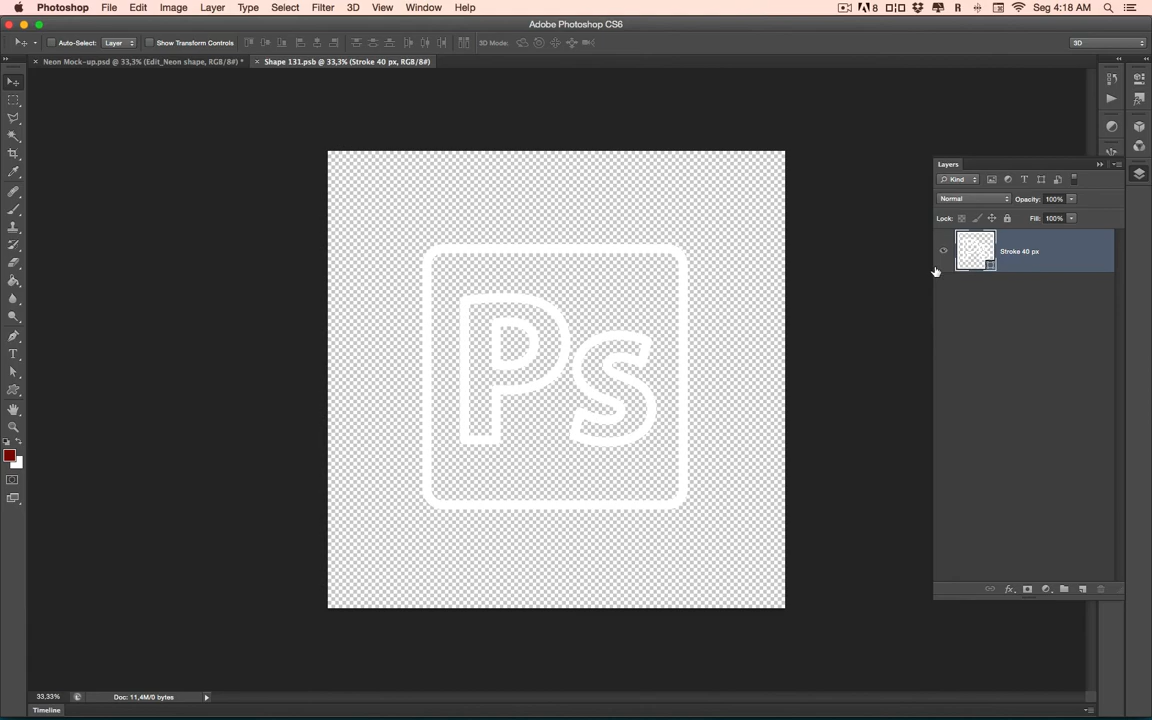 Photoshop File Edit Image Layer Type Select Filter 3D View Window Help 8 R Seg 4:18 AM
Adobe Photoshop CS6
Auto-Select: Layer Show Transform Controls 3D Mode: 3D
× Neon Mock-up.psd @ 33,3% (Edit_Neon shape, RGB/8#) * × Shape 131.psb @ 33,3% (Stroke 40 px, RGB/8#)
Layers
Kind
Normal Opacity: 100%
Lock: Fill: 100%
Stroke 40 px
Ps
33,33% Doc: 11,4M/0 bytes
Timeline